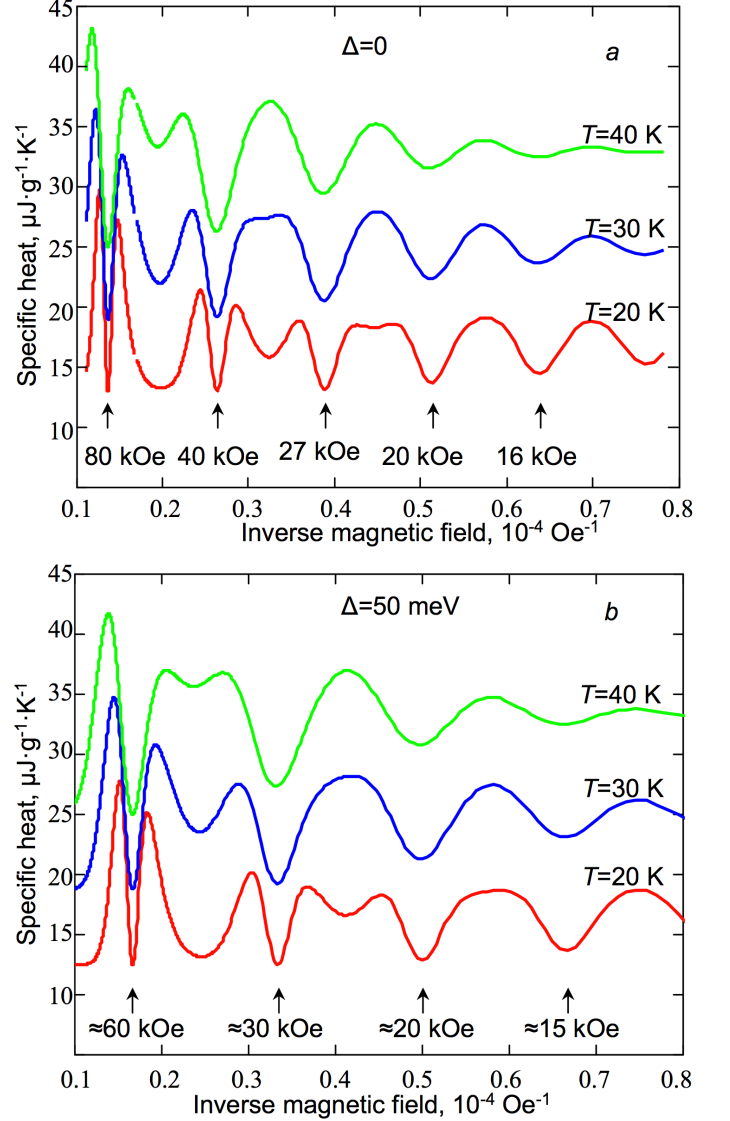 45
Δ=0
a
40
T=40 K
35
30
T=30 K
25
20
T=20 K
15
10
80 kOe 40 kOe 27 kOe 20 kOe 16 kOe
0.1 0.2 0.3 0.4 0.5 0.6 0.7 0.8
Inverse magnetic field, 10⁻⁴ Oe⁻¹
Specific heat, μJ·g⁻¹·K⁻¹
45
Δ=50 meV
b
40
T=40 K
35
30
T=30 K
25
20
T=20 K
15
10
≈60 kOe ≈30 kOe ≈20 kOe ≈15 kOe
0.1 0.2 0.3 0.4 0.5 0.6 0.7 0.8
Inverse magnetic field, 10⁻⁴ Oe⁻¹
Specific heat, μJ·g⁻¹·K⁻¹